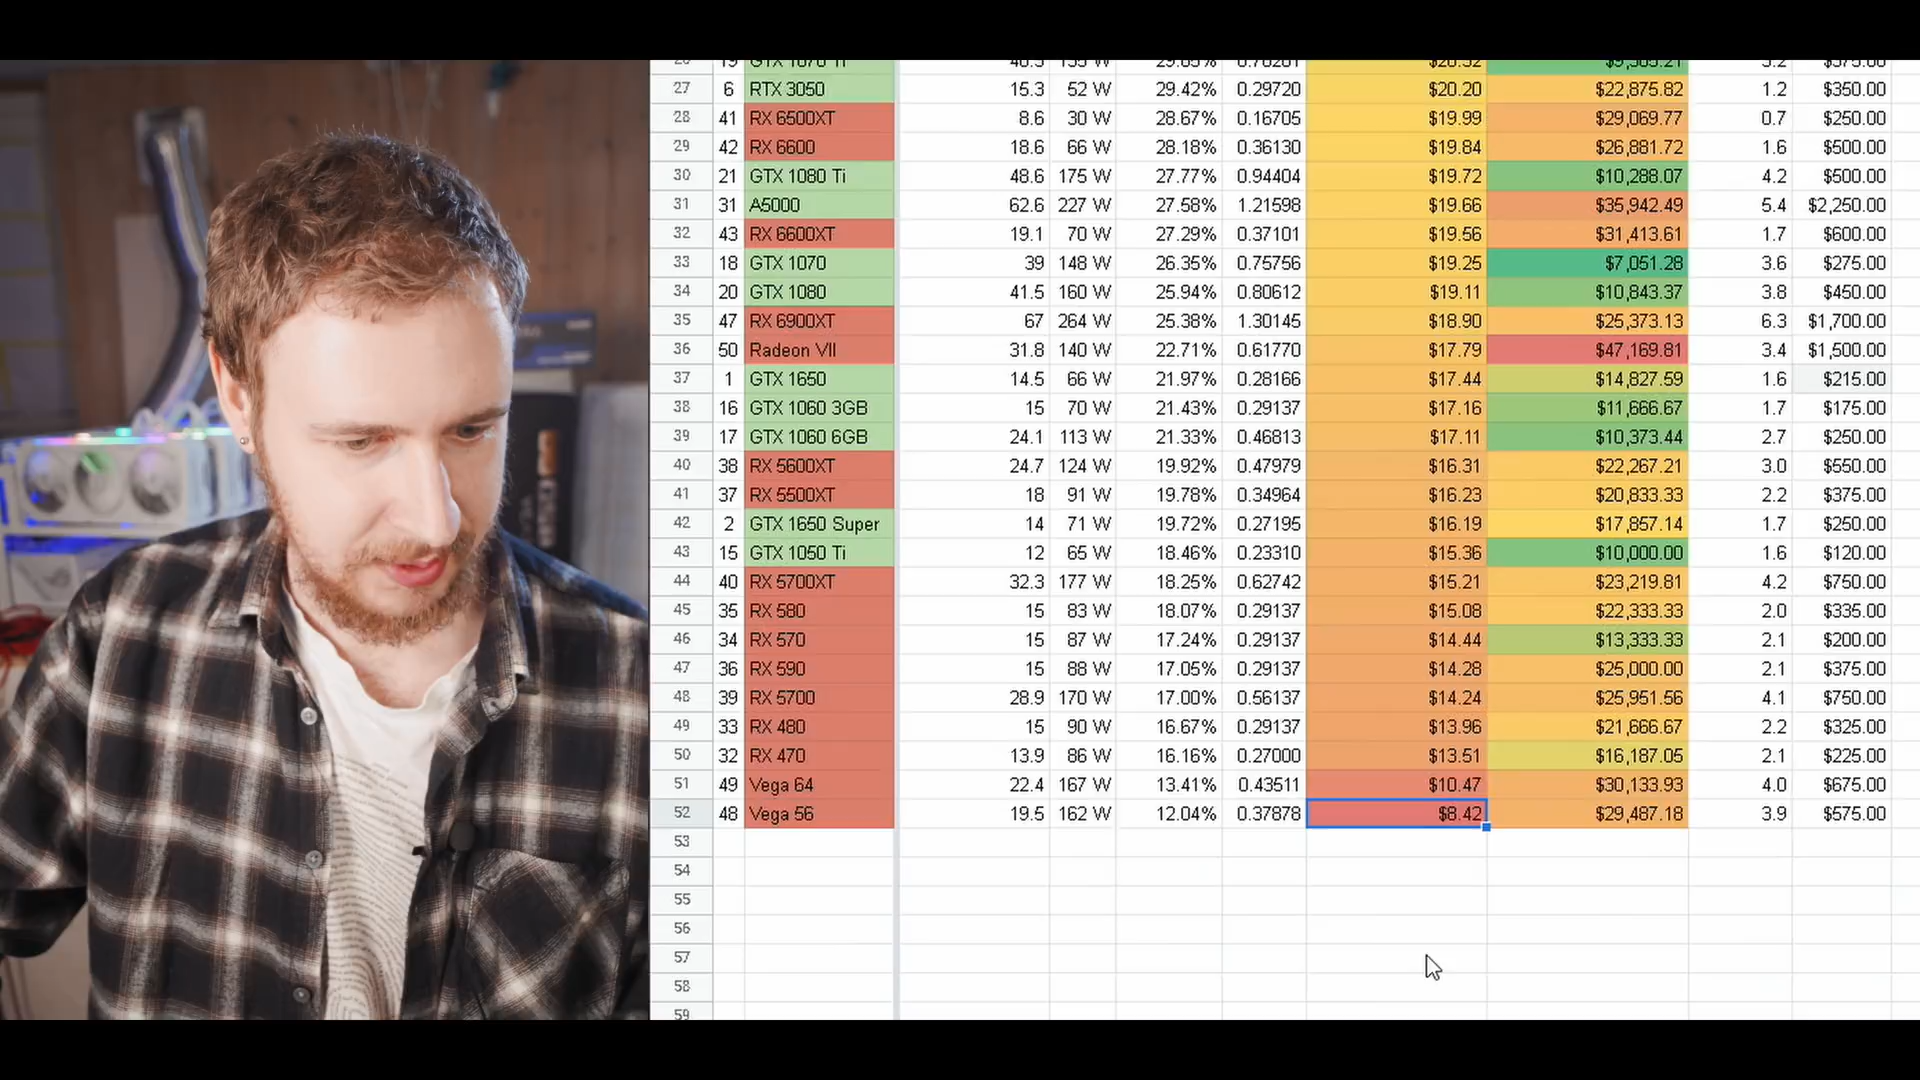 27 6 RTX 3050 15.3 52 W 29.42% 0.29720 $20.20 $22,875.82 1.2 $350.00
28 41 RX 6500XT 8.6 30 W 28.67% 0.16705 $19.99 $29,069.77 0.7 $250.00
29 42 RX 6600 18.6 66 W 28.18% 0.36130 $19.84 $26,881.72 1.6 $500.00
30 21 GTX 1080 Ti 48.6 175 W 27.77% 0.94404 $19.72 $10,288.07 4.2 $500.00
31 31 A5000 62.6 227 W 27.58% 1.21598 $19.66 $35,942.49 5.4 $2,250.00
32 43 RX 6600XT 19.1 70 W 27.29% 0.37101 $19.56 $31,413.61 1.7 $600.00
33 18 GTX 1070 39 148 W 26.35% 0.75756 $19.25 $7,051.28 3.6 $275.00
34 20 GTX 1080 41.5 160 W 25.94% 0.80612 $19.11 $10,843.37 3.8 $450.00
35 47 RX 6900XT 67 264 W 25.38% 1.30145 $18.90 $25,373.13 6.3 $1,700.00
36 50 Radeon VII 31.8 140 W 22.71% 0.61770 $17.79 $47,169.81 3.4 $1,500.00
37 1 GTX 1650 14.5 66 W 21.97% 0.28166 $17.44 $14,827.59 1.6 $215.00
38 16 GTX 1060 3GB 15 70 W 21.43% 0.29137 $17.16 $11,666.67 1.7 $175.00
39 17 GTX 1060 6GB 24.1 113 W 21.33% 0.46813 $17.11 $10,373.44 2.7 $250.00
40 38 RX 5600XT 24.7 124 W 19.92% 0.47979 $16.31 $22,267.21 3.0 $550.00
41 37 RX 5500XT 18 91 W 19.78% 0.34964 $16.23 $20,833.33 2.2 $375.00
42 2 GTX 1650 Super 14 71 W 19.72% 0.27195 $16.19 $17,857.14 1.7 $250.00
43 15 GTX 1050 Ti 12 65 W 18.46% 0.23310 $15.36 $10,000.00 1.6 $120.00
44 40 RX 5700XT 32.3 177 W 18.25% 0.62742 $15.21 $23,219.81 4.2 $750.00
45 35 RX 580 15 83 W 18.07% 0.29137 $15.08 $22,333.33 2.0 $335.00
46 34 RX 570 15 87 W 17.24% 0.29137 $14.44 $13,333.33 2.1 $200.00
47 36 RX 590 15 88 W 17.05% 0.29137 $14.28 $25,000.00 2.1 $375.00
48 39 RX 5700 28.9 170 W 17.00% 0.56137 $14.24 $25,951.56 4.1 $750.00
49 33 RX 480 15 90 W 16.67% 0.29137 $13.96 $21,666.67 2.2 $325.00
50 32 RX 470 13.9 86 W 16.16% 0.27000 $13.51 $16,187.05 2.1 $225.00
51 49 Vega 64 22.4 167 W 13.41% 0.43511 $10.47 $30,133.93 4.0 $675.00
52 48 Vega 56 19.5 162 W 12.04% 0.37878 $8.42 $29,487.18 3.9 $575.00
53
54
55
56
57
58
59